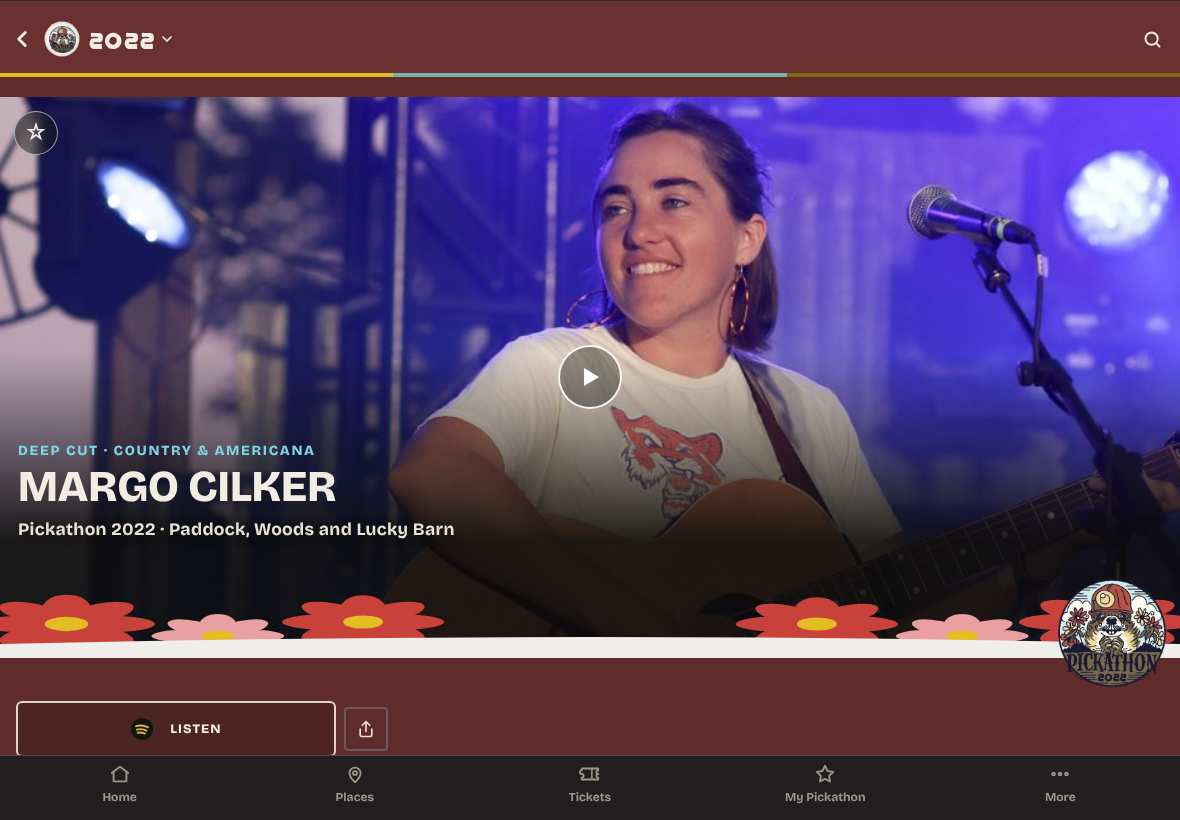 2022
DEEP CUT · COUNTRY & AMERICANA
MARGO CILKER
Pickathon 2022 · Paddock, Woods and Lucky Barn
PICKATHON
2022
LISTEN
Home
Places
Tickets
My Pickathon
More